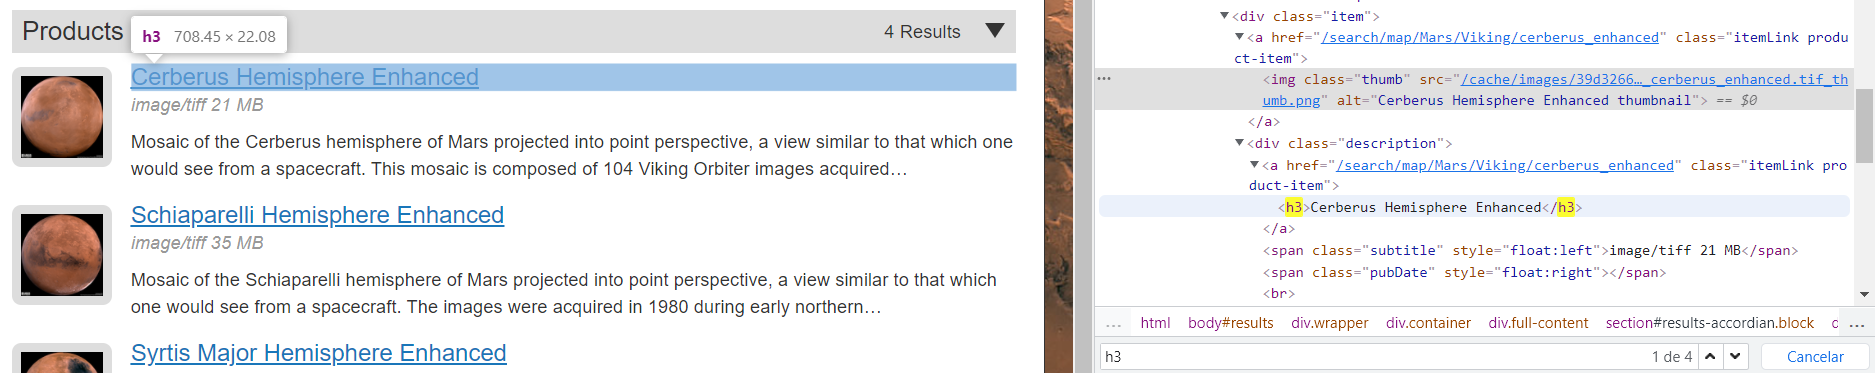 Products
h3 708.45 × 22.08
4 Results
Cerberus Hemisphere Enhanced
image/tiff 21 MB
Mosaic of the Cerberus hemisphere of Mars projected into point perspective, a view similar to that which one
would see from a spacecraft. This mosaic is composed of 104 Viking Orbiter images acquired…
Schiaparelli Hemisphere Enhanced
image/tiff 35 MB
Mosaic of the Schiaparelli hemisphere of Mars projected into point perspective, a view similar to that which
one would see from a spacecraft. The images were acquired in 1980 during early northern…
Syrtis Major Hemisphere Enhanced
<div class="item">
<a href="/search/map/Mars/Viking/cerberus_enhanced" class="itemLink produ
ct-item">
<img class="thumb" src="/cache/images/39d3266…_cerberus_enhanced.tif_th
umb.png" alt="Cerberus Hemisphere Enhanced thumbnail"> == $0
</a>
<div class="description">
<a href="/search/map/Mars/Viking/cerberus_enhanced" class="itemLink pro
duct-item">
<h3>Cerberus Hemisphere Enhanced</h3>
</a>
<span class="subtitle" style="float:left">image/tiff 21 MB</span>
<span class="pubDate" style="float:right"></span>
<br>
... html body#results div.wrapper div.container div.full-content section#results-accordian.block d ...
h3 1 de 4 Cancelar